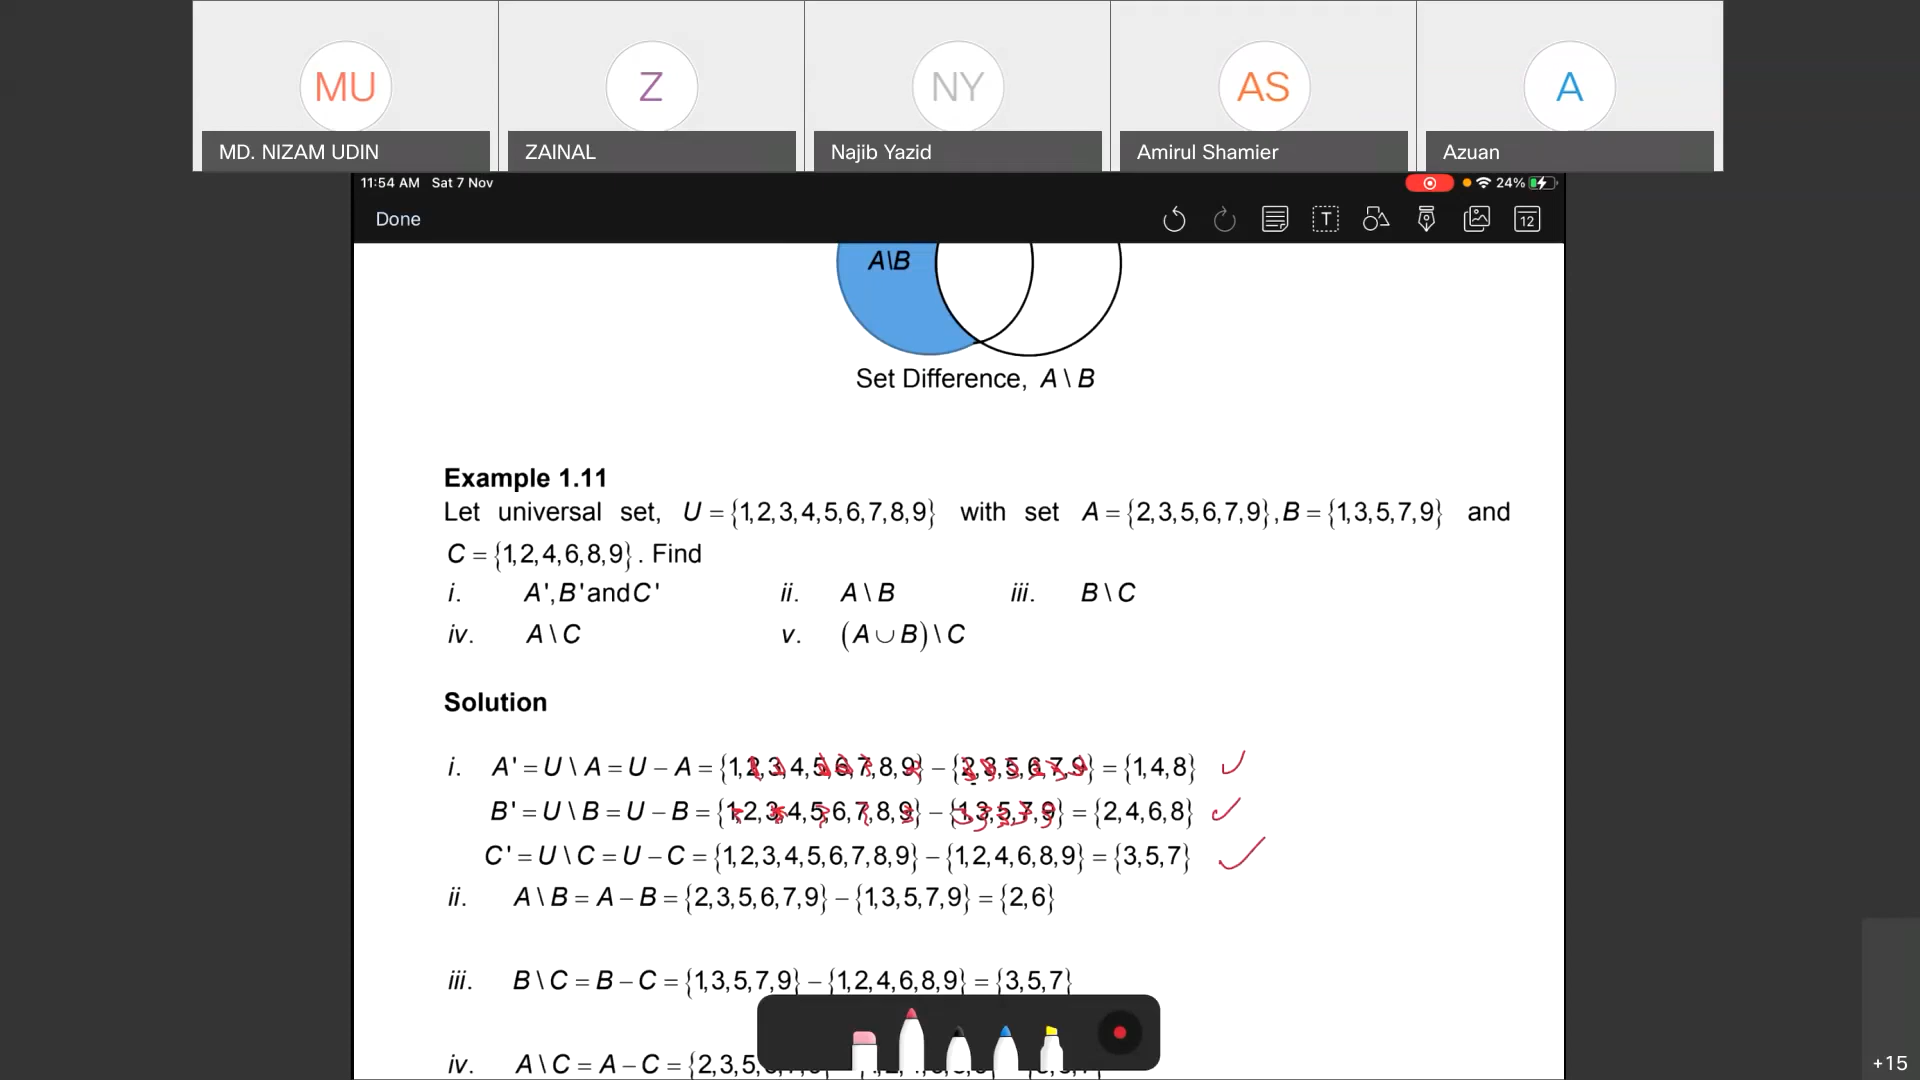 MU Z NY AS A
MD. NIZAM UDIN ZAINAL Najib Yazid Amirul Shamier Azuan
11:54 AM Sat 7 Nov 24%
Done T 12
A\B
Set Difference, A \ B
Example 1.11
Let universal set, U = {1,2,3,4,5,6,7,8,9} with set A = {2,3,5,6,7,9}, B = {1,3,5,7,9} and
C = {1,2,4,6,8,9}. Find
i. A', B' and C' ii. A \ B iii. B \ C
iv. A \ C v. (A ∪ B) \ C
Solution
i. A' = U \ A = U − A = {1,2,3,4,5,6,7,8,9} − {2,3,5,6,7,9} = {1,4,8}
B' = U \ B = U − B = {1,2,3,4,5,6,7,8,9} − {1,3,5,7,9} = {2,4,6,8}
C' = U \ C = U − C = {1,2,3,4,5,6,7,8,9} − {1,2,4,6,8,9} = {3,5,7}
ii. A \ B = A − B = {2,3,5,6,7,9} − {1,3,5,7,9} = {2,6}
iii. B \ C = B − C = {1,3,5,7,9} − {1,2,4,6,8,9} = {3,5,7}
iv. A \ C = A − C = {2,3,5
+15